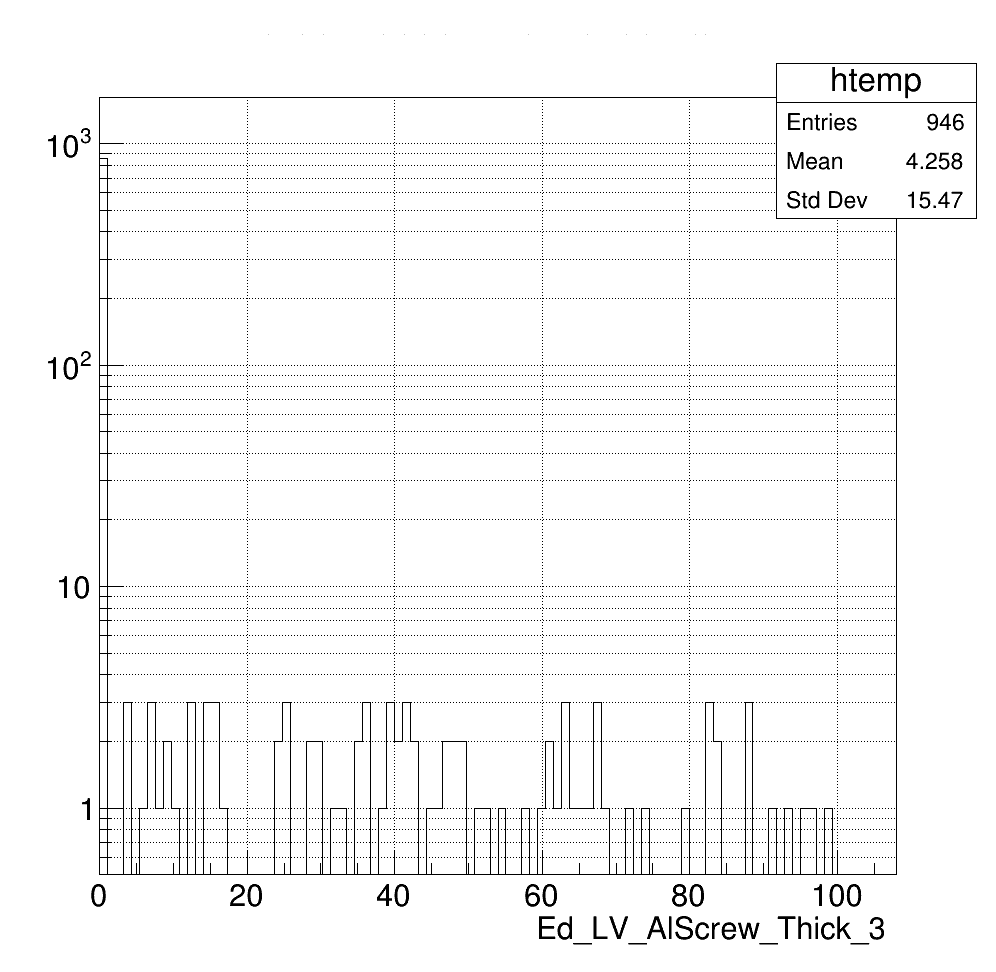 htemp
Entries 946
Mean 4.258
Std Dev 15.47
10³
10²
10
1
0 20 40 60 80 100
Ed_LV_AlScrew_Thick_3